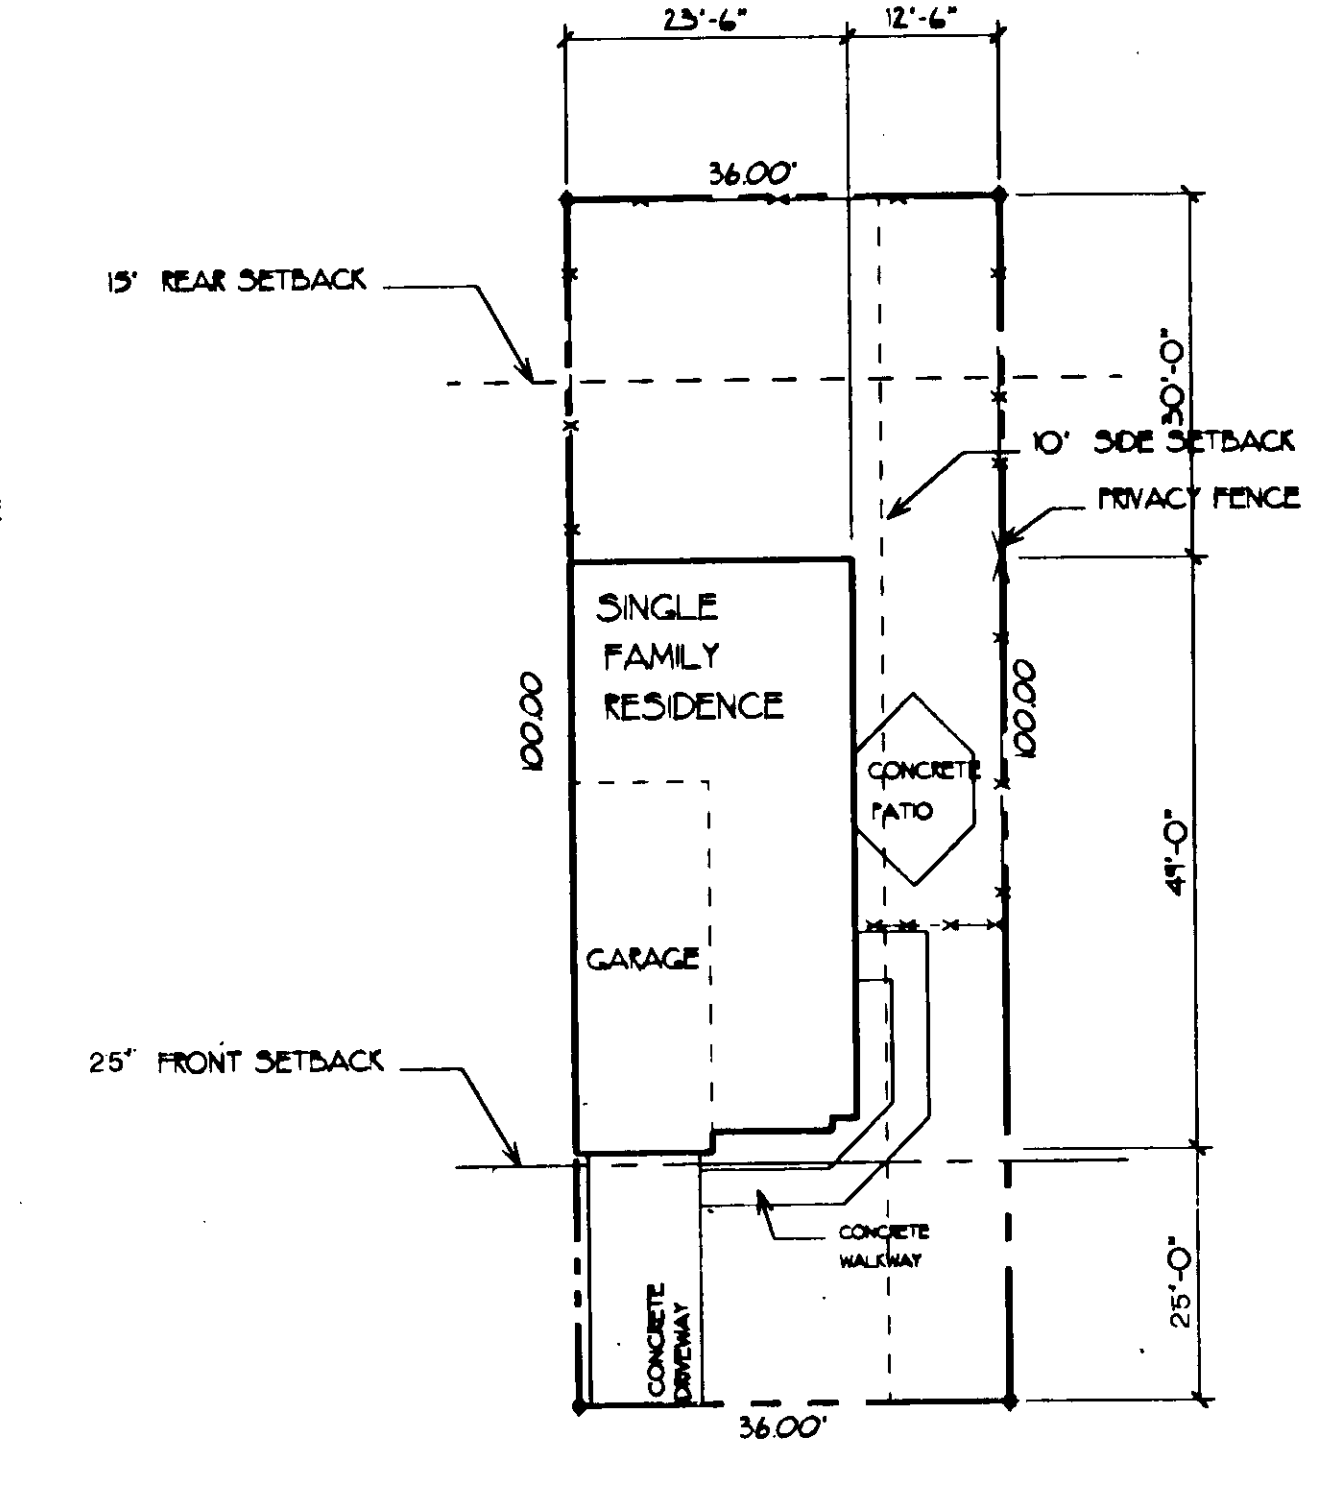 23'-6" 12'-6"
36.00'
15' REAR SETBACK
30'-0"
10' SIDE SETBACK
PRIVACY FENCE
SINGLE
FAMILY
RESIDENCE
100.00
100.00
CONCRETE
PATIO
49'-0"
GARAGE
25' FRONT SETBACK
CONCRETE
WALKWAY
25'-0"
CONCRETE
DRIVEWAY
36.00'